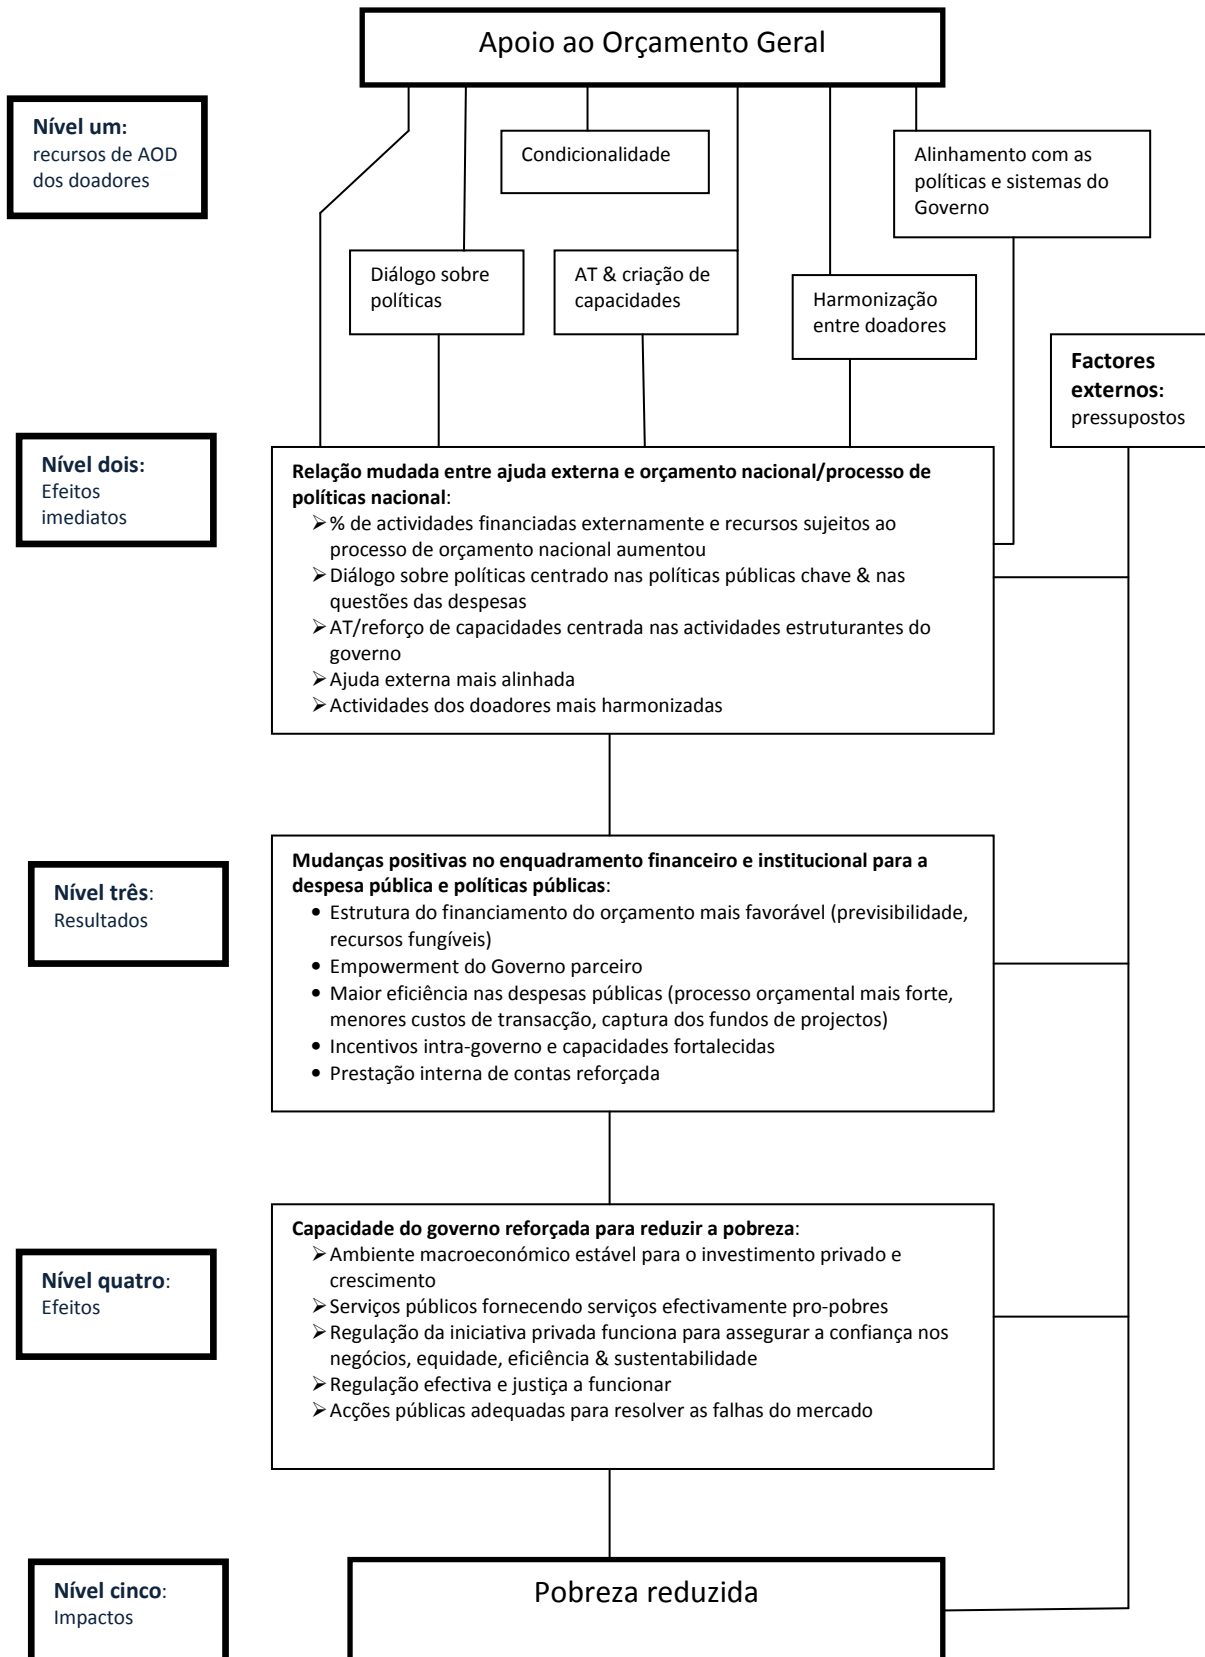 Apoio ao Orçamento Geral
Nível um:
recursos de AOD
dos doadores
Condicionalidade
Alinhamento com as
políticas e sistemas do
Governo
Diálogo sobre
políticas
AT & criação de
capacidades
Harmonização
entre doadores
Factores
externos:
pressupostos
Nível dois:
Efeitos
imediatos
Relação mudada entre ajuda externa e orçamento nacional/processo de
políticas nacional:
➢% de actividades financiadas externamente e recursos sujeitos ao
processo de orçamento nacional aumentou
➢Diálogo sobre políticas centrado nas políticas públicas chave & nas
questões das despesas
➢AT/reforço de capacidades centrada nas actividades estruturantes do
governo
➢Ajuda externa mais alinhada
➢Actividades dos doadores mais harmonizadas
Nível três:
Resultados
Mudanças positivas no enquadramento financeiro e institucional para a
despesa pública e políticas públicas:
• Estrutura do financiamento do orçamento mais favorável (previsibilidade,
recursos fungíveis)
• Empowerment do Governo parceiro
• Maior eficiência nas despesas públicas (processo orçamental mais forte,
menores custos de transacção, captura dos fundos de projectos)
• Incentivos intra-governo e capacidades fortalecidas
• Prestação interna de contas reforçada
Nível quatro:
Efeitos
Capacidade do governo reforçada para reduzir a pobreza:
➢Ambiente macroeconómico estável para o investimento privado e
crescimento
➢Serviços públicos fornecendo serviços efectivamente pro-pobres
➢Regulação da iniciativa privada funciona para assegurar a confiança nos
negócios, equidade, eficiência & sustentabilidade
➢Regulação efectiva e justiça a funcionar
➢Acções públicas adequadas para resolver as falhas do mercado
Nível cinco:
Impactos
Pobreza reduzida